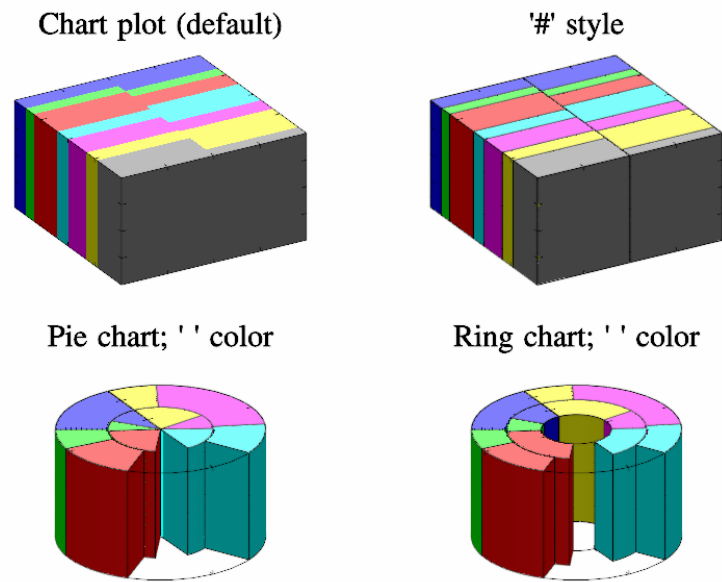 Chart plot (default)
'#' style
Pie chart; ' ' color
Ring chart; ' ' color